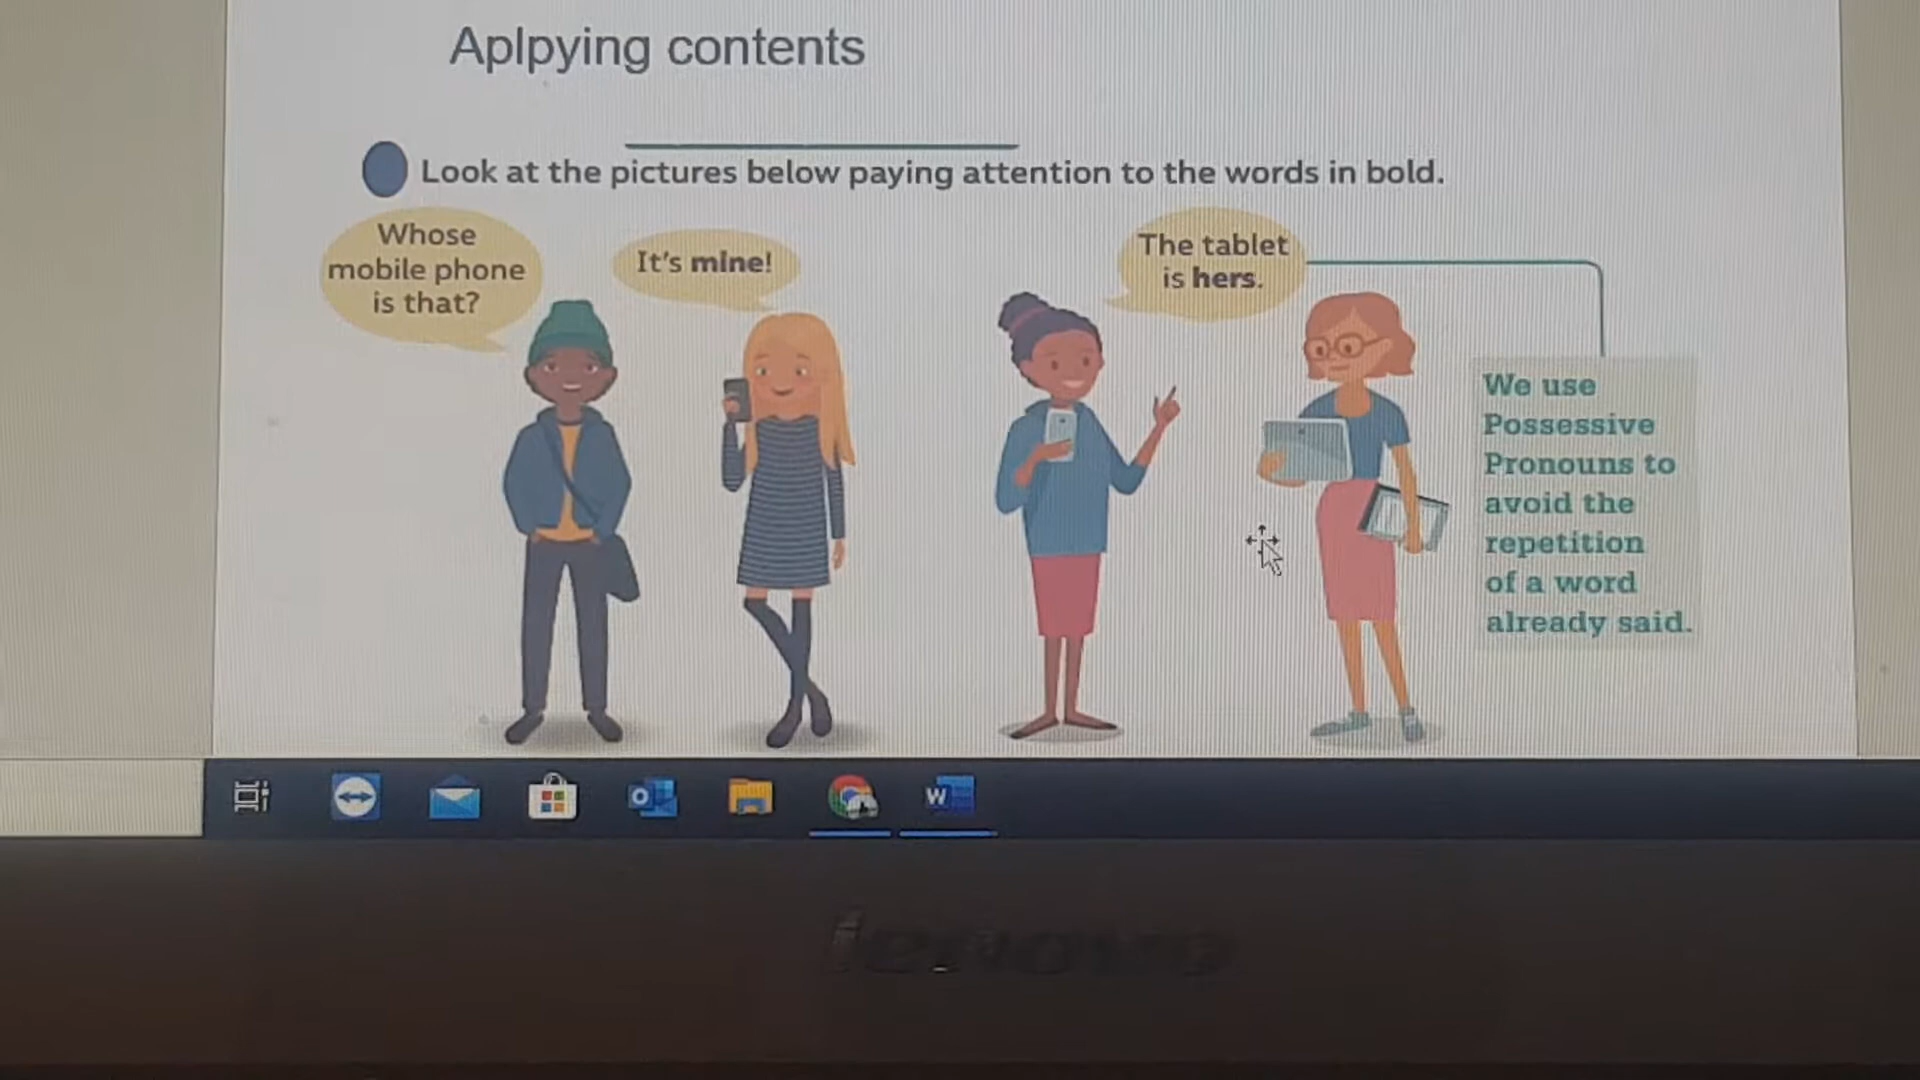 Aplpying contents
Look at the pictures below paying attention to the words in bold.
Whose
mobile phone
is that?
It's mine!
The tablet
is hers.
We use
Possessive
Pronouns to
avoid the
repetition
of a word
already said.
lenovo